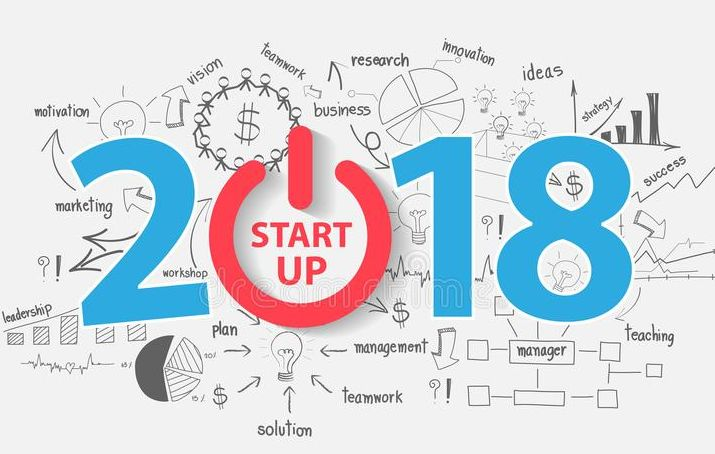 vision
teamwork
research
innovation
ideas
motivation
$
business
strategy
2018
START
UP
success
$
marketing
?!
?!
workshop
$
leadership
plan
management
manager
teaching
?!
$
teamwork
solution